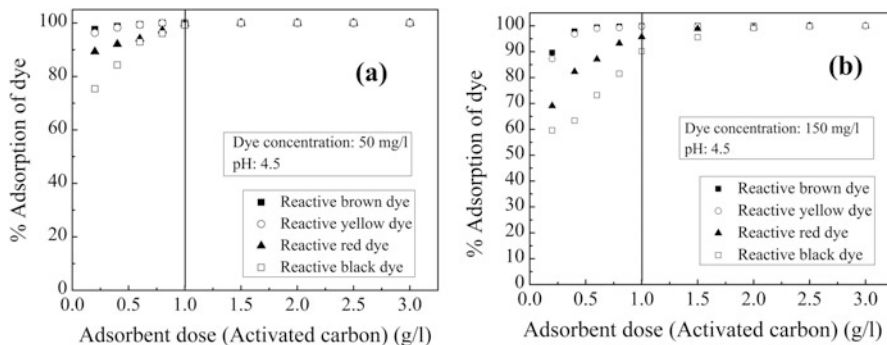 100
80
60
40
20
0
% Adsorption of dye
(a)
Dye concentration: 50 mg/l
pH: 4.5
Reactive brown dye
Reactive yellow dye
Reactive red dye
Reactive black dye
0.0 0.5 1.0 1.5 2.0 2.5 3.0
Adsorbent dose (Activated carbon) (g/l)
100
90
80
70
60
50
40
30
20
10
0
% Adsorption of dye
(b)
Dye concentration: 150 mg/l
pH: 4.5
Reactive brown dye
Reactive yellow dye
Reactive red dye
Reactive black dye
0.0 0.5 1.0 1.5 2.0 2.5 3.0
Adsorbent dose (Activated carbon) (g/l)